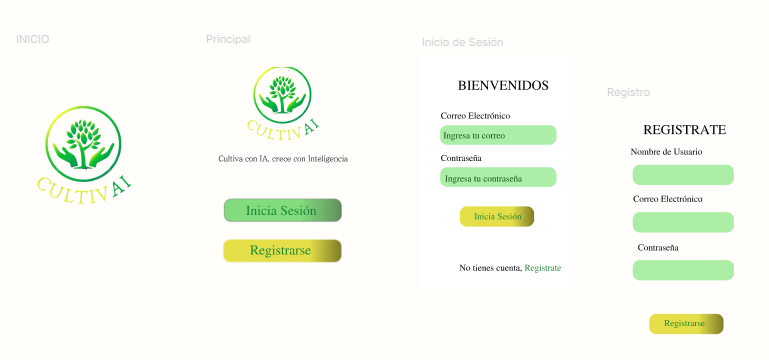 INICIO
CULTIVAI
Principal
CULTIVAI
Cultiva con IA, crece con Inteligencia
Inicia Sesión
Registrarse
Inicio de Sesión
BIENVENIDOS
Correo Electrónico
Ingresa tu correo
Contraseña
Ingresa tu contraseña
Inicia Sesión
No tienes cuenta, Registrate
Registro
REGISTRATE
Nombre de Usuario
Correo Electrónico
Contraseña
Registrarse